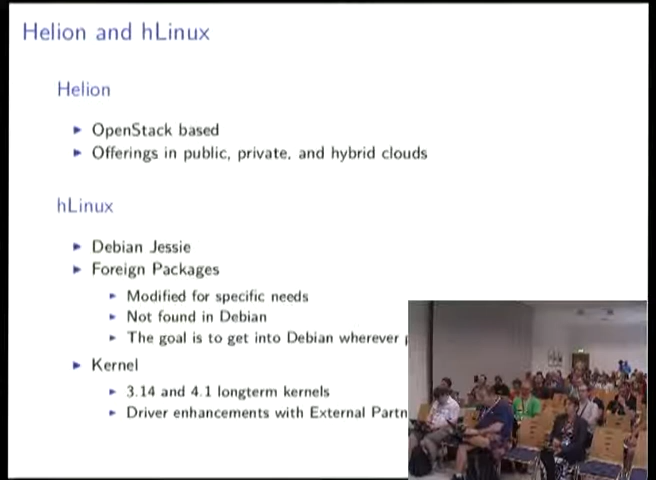 Helion and hLinux
Helion
OpenStack based
Offerings in public, private, and hybrid clouds
hLinux
Debian Jessie
Foreign Packages
Modified for specific needs
Not found in Debian
The goal is to get into Debian wherever
Kernel
3.14 and 4.1 longterm kernels
Driver enhancements with External Partn